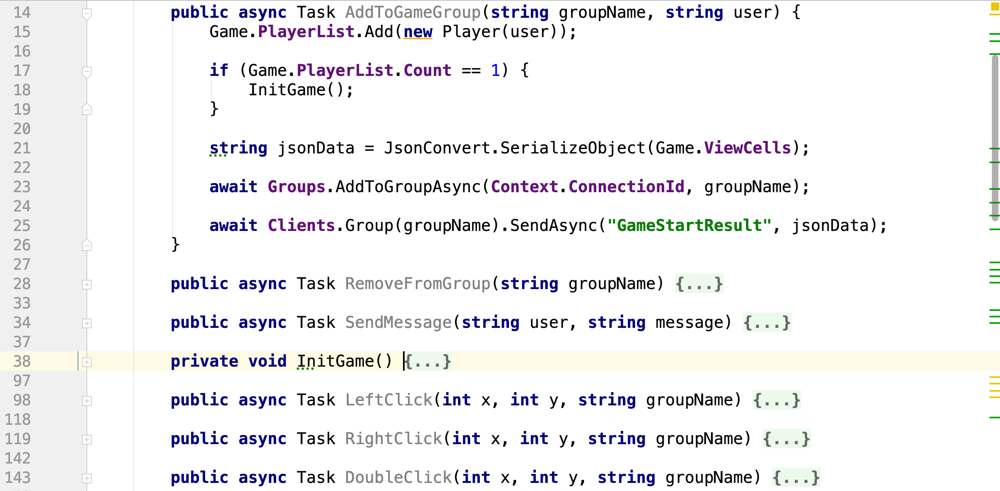 14 public async Task AddToGameGroup(string groupName, string user) {
15 Game.PlayerList.Add(new Player(user));
16
17 if (Game.PlayerList.Count == 1) {
18 InitGame();
19 }
20
21 string jsonData = JsonConvert.SerializeObject(Game.ViewCells);
22
23 await Groups.AddToGroupAsync(Context.ConnectionId, groupName);
24
25 await Clients.Group(groupName).SendAsync("GameStartResult", jsonData);
26 }
27
28 public async Task RemoveFromGroup(string groupName) {...}
33
34 public async Task SendMessage(string user, string message) {...}
37
38 private void InitGame() {...}
97
98 public async Task LeftClick(int x, int y, string groupName) {...}
118
119 public async Task RightClick(int x, int y, string groupName) {...}
142
143 public async Task DoubleClick(int x, int y, string groupName) {...}